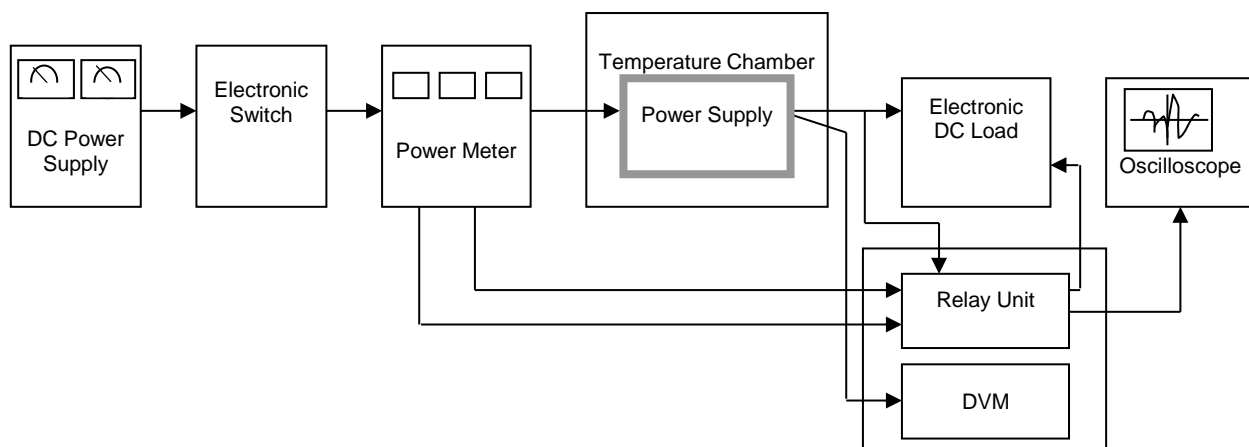 DC Power
Supply
Electronic
Switch
Power Meter
Temperature Chamber
Power Supply
Electronic
DC Load
Oscilloscope
Relay Unit
DVM